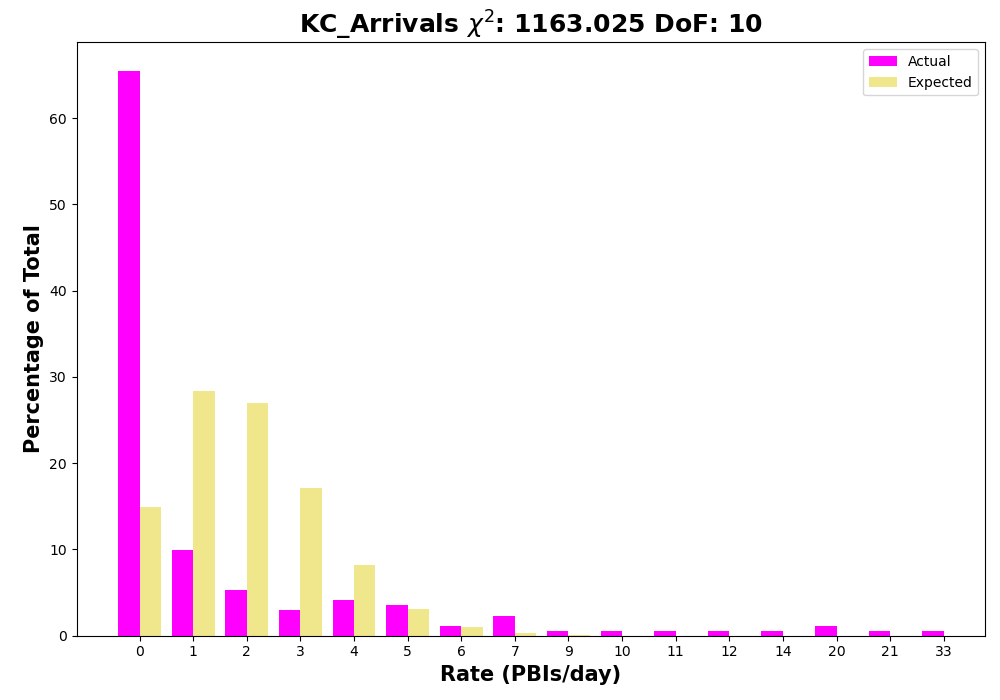 KC_Arrivals χ²: 1163.025 DoF: 10
Actual
Expected
Percentage of Total
60
50
40
30
20
10
0
0 1 2 3 4 5 6 7 9 10 11 12 14 20 21 33
Rate (PBIs/day)